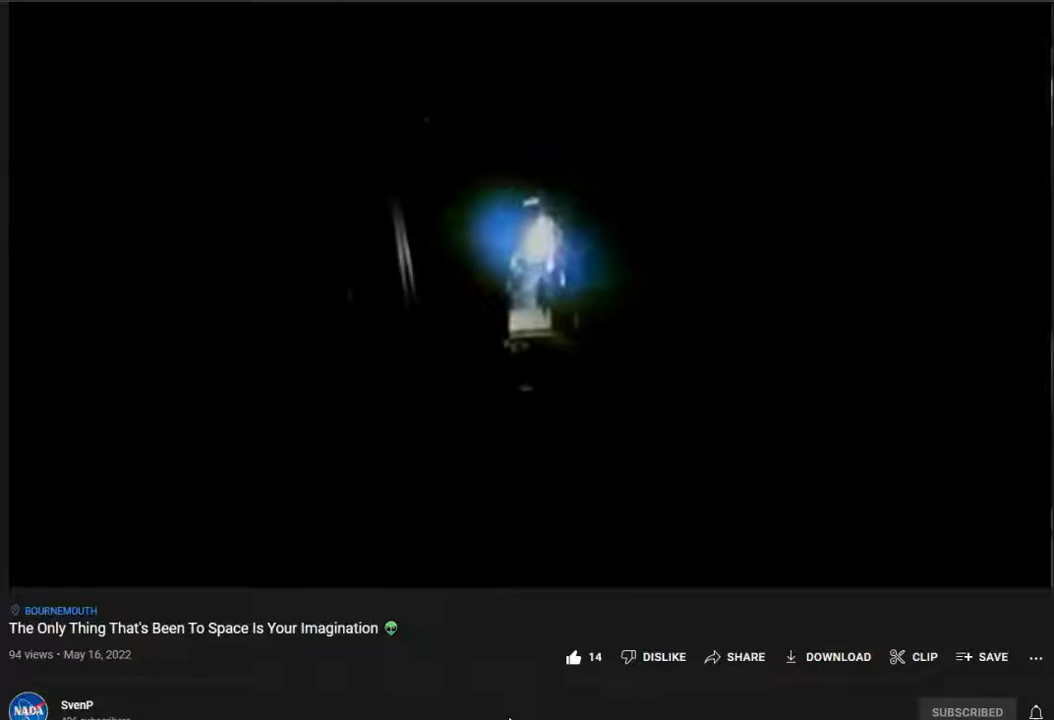 BOURNEMOUTH
The Only Thing That's Been To Space Is Your Imagination 👽
94 views • May 16, 2022
14 DISLIKE SHARE DOWNLOAD CLIP SAVE ...
NADA
SvenP
SUBSCRIBED